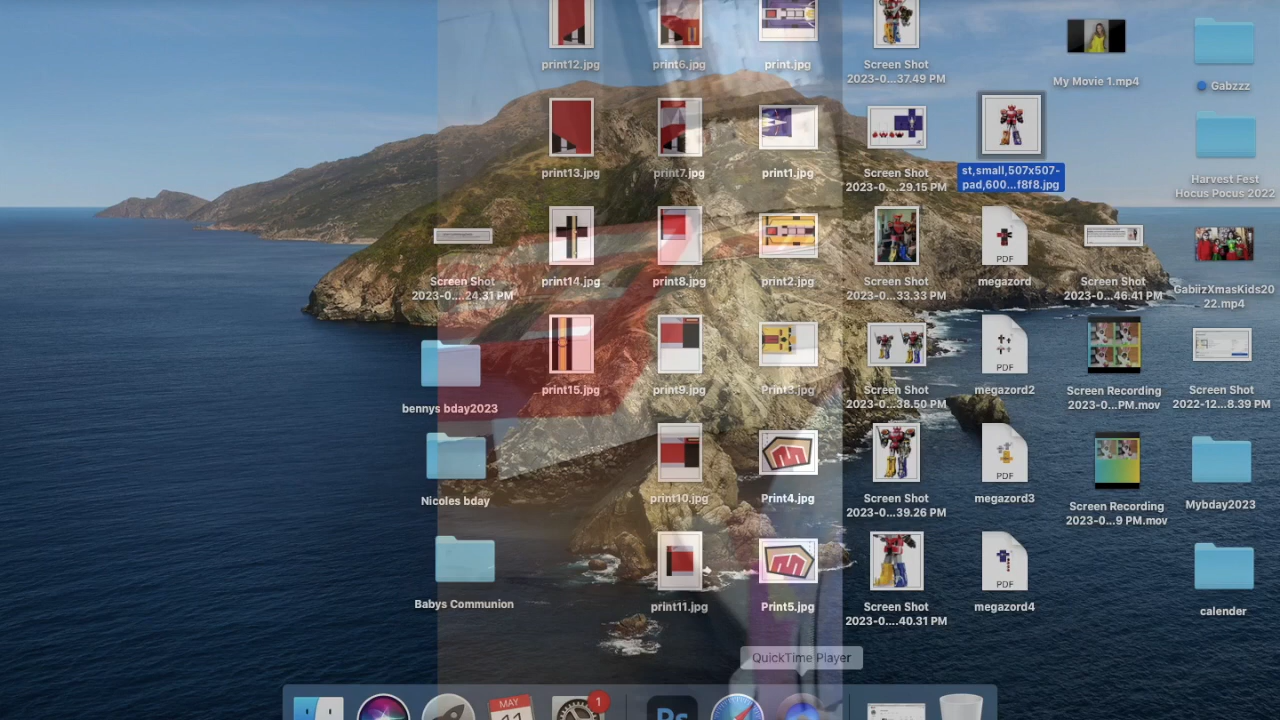 print12.jpg
print6.jpg
print.jpg
Screen Shot
2023-0....37.49 PM
My Movie 1.mp4
Gabzzz
print13.jpg
print7.jpg
print1.jpg
Screen Shot
2023-0....29.15 PM
st,small,507x507-
pad,600...f8f8.jpg
Harvest Fest
Hocus Pocus 2022
Screen Shot
2023-0....24.31 PM
print14.jpg
print8.jpg
print2.jpg
Screen Shot
2023-0....33.33 PM
PDF
megazord
Screen Shot
2023-0....46.41 PM
GabiizXmasKids20
22.mp4
bennys bday2023
print15.jpg
print9.jpg
Print3.jpg
Screen Shot
2023-0....38.50 PM
PDF
megazord2
Screen Recording
2023-0...PM.mov
Screen Shot
2022-12...8.39 PM
Nicoles bday
print10.jpg
Print4.jpg
Screen Shot
2023-0....39.26 PM
PDF
megazord3
Screen Recording
2023-0...9 PM.mov
Mybday2023
Babys Communion
print11.jpg
Print5.jpg
Screen Shot
2023-0....40.31 PM
PDF
megazord4
calender
QuickTime Player
MAY
1
Ps